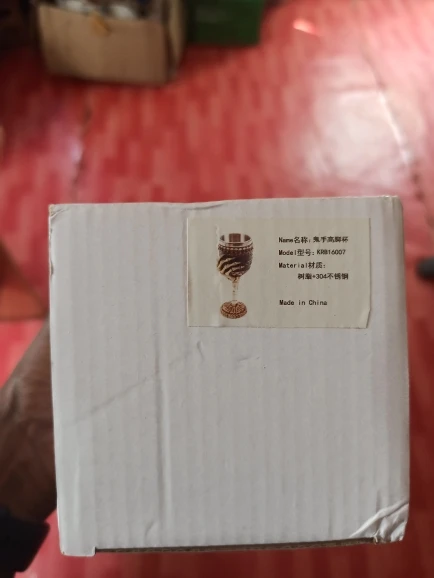 Name名称：鬼手高脚杯
Model型号：KRB16007
Material材质：
树脂+304不锈钢
Made in China